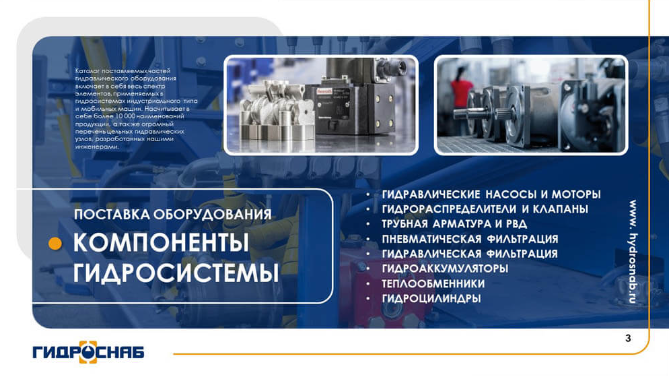 Каталог поставляемых частей
гидравлического оборудования
включает в себя весь спектр
элементов, применяемых в
гидросистемах индустриального типа
и мобильных машин. Насчитывает в
себе более 10 000 наименований
продукции, а также огромный
перечень цельных гидравлических
узлов, разработанных нашими
инженерами.
ПОСТАВКА ОБОРУДОВАНИЯ
КОМПОНЕНТЫ
ГИДРОСИСТЕМЫ
• ГИДРАВЛИЧЕСКИЕ НАСОСЫ И МОТОРЫ
• ГИДРОРАСПРЕДЕЛИТЕЛИ И КЛАПАНЫ
• ТРУБНАЯ АРМАТУРА И РВД
• ПНЕВМАТИЧЕСКАЯ ФИЛЬТРАЦИЯ
• ГИДРАВЛИЧЕСКАЯ ФИЛЬТРАЦИЯ
• ГИДРОАККУМУЛЯТОРЫ
• ТЕПЛООБМЕННИКИ
• ГИДРОЦИЛИНДРЫ
www. hydrosnab.ru
3
ГИДРОСНАБ